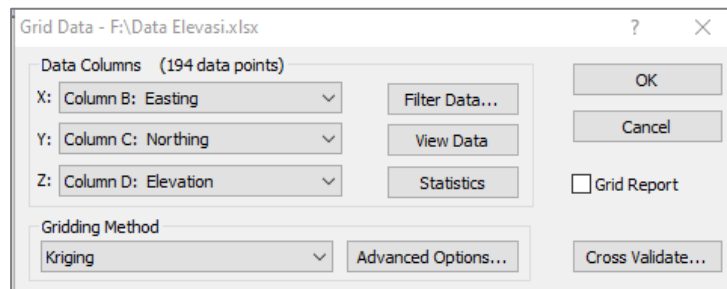 Grid Data - F:\Data Elevasi.xlsx
? ×
Data Columns (194 data points)
X: Column B: Easting
Filter Data...
OK
Y: Column C: Northing
View Data
Cancel
Z: Column D: Elevation
Statistics
Grid Report
Gridding Method
Kriging
Advanced Options...
Cross Validate...